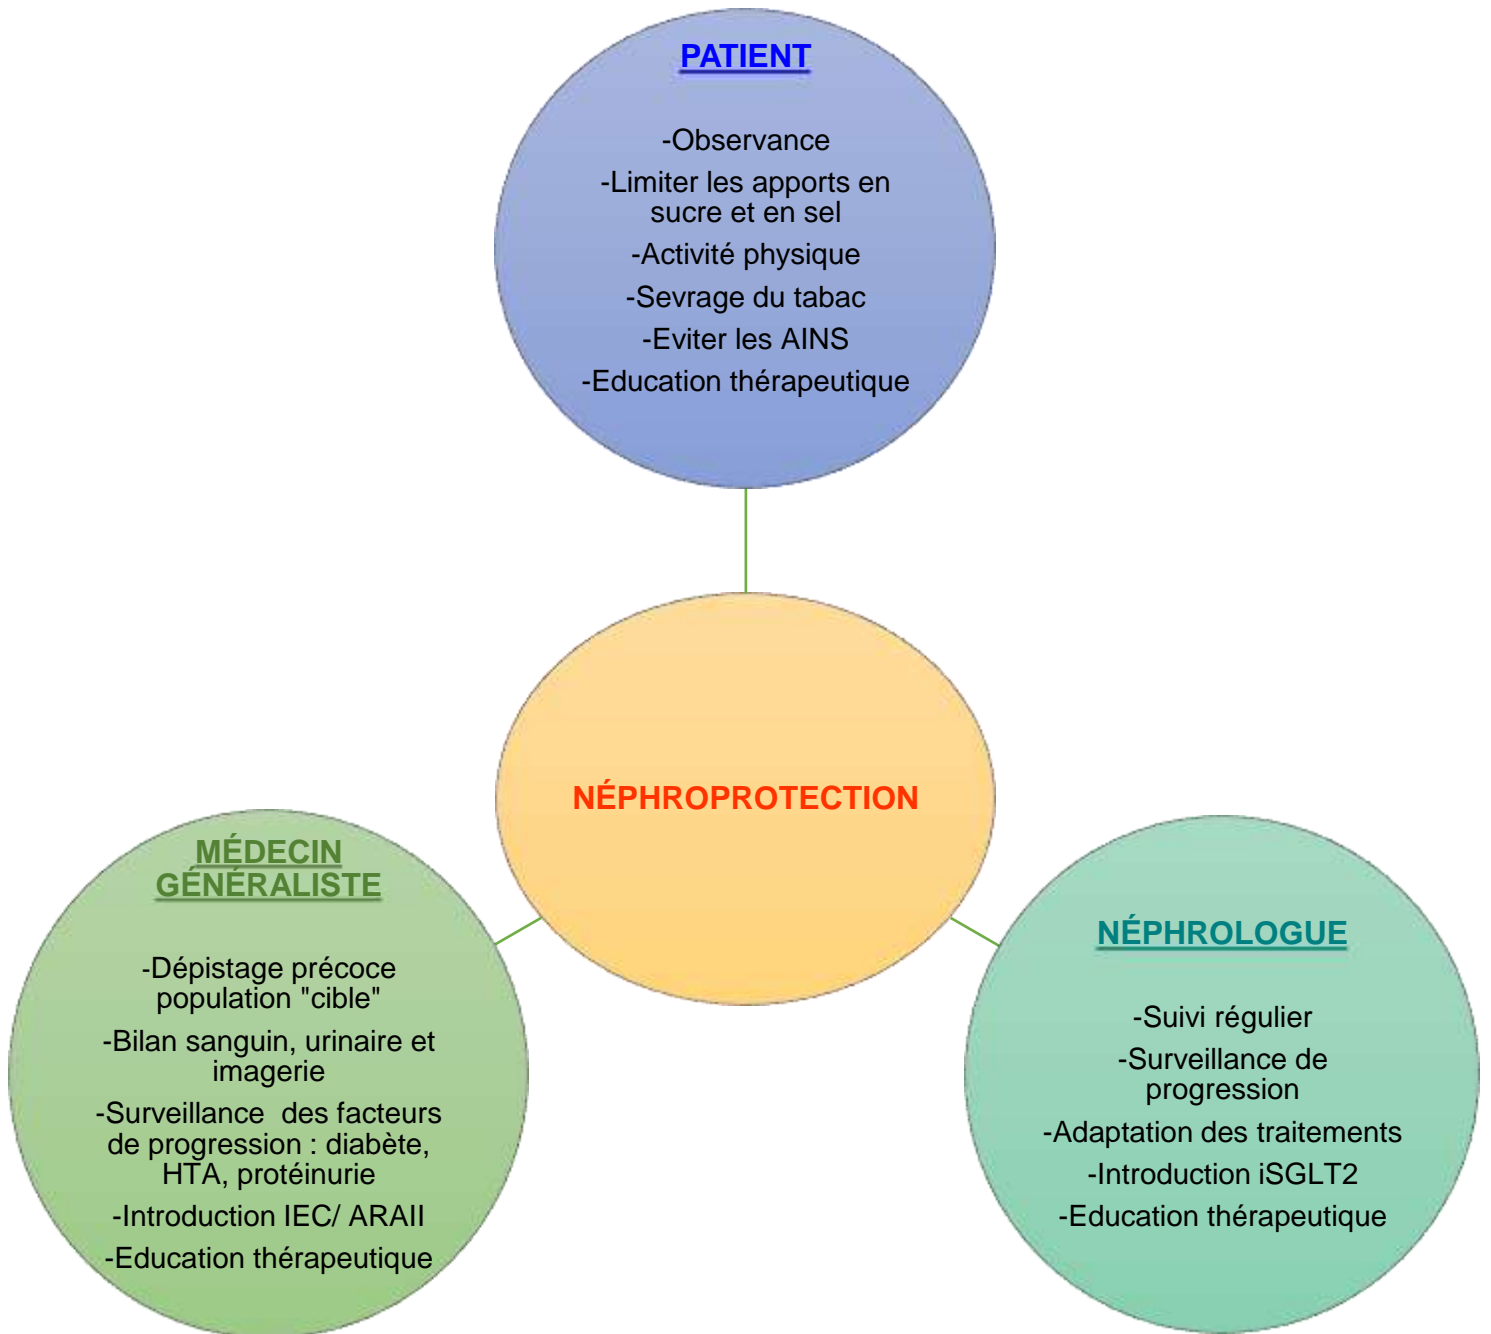 PATIENT
-Observance
-Limiter les apports en
sucre et en sel
-Activité physique
-Sevrage du tabac
-Eviter les AINS
-Education thérapeutique
NÉPHROPROTECTION
MÉDECIN
GÉNÉRALISTE
-Dépistage précoce
population "cible"
-Bilan sanguin, urinaire et
imagerie
-Surveillance  des facteurs
de progression : diabète,
HTA, protéinurie
-Introduction IEC/ ARAII
-Education thérapeutique
NÉPHROLOGUE
-Suivi régulier
-Surveillance de
progression
-Adaptation des traitements
-Introduction iSGLT2
-Education thérapeutique